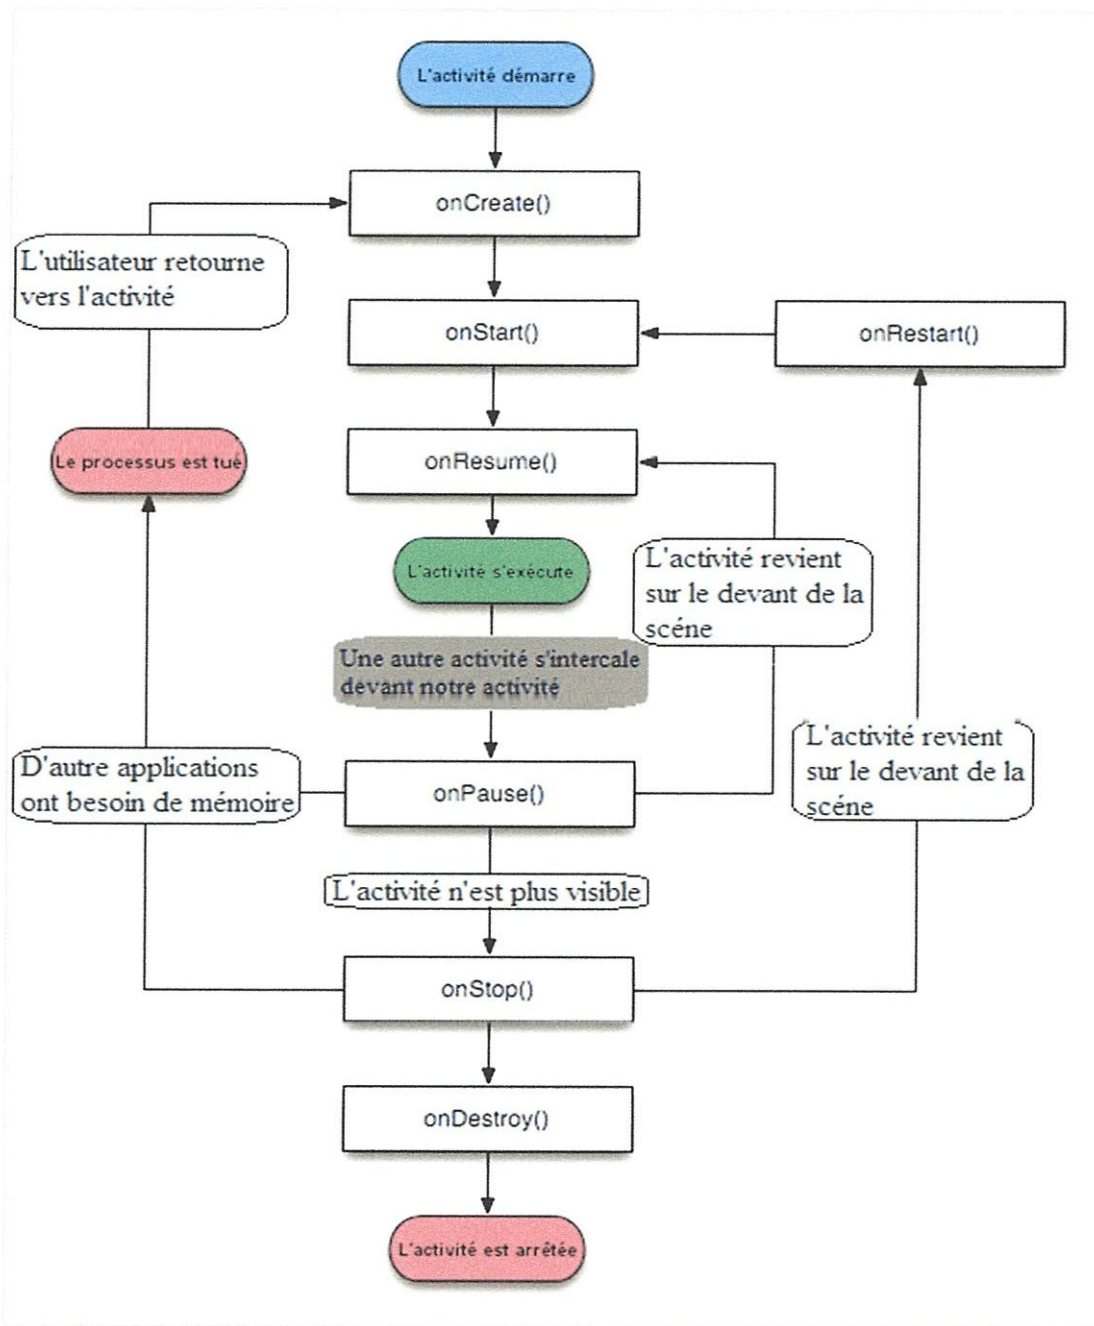 L'activité démarre
onCreate()
L'utilisateur retourne
vers l'activité
onStart()
onRestart()
Le processus est tué
onResume()
L'activité s'exécute
L'activité revient
sur le devant de la
scéne
Une autre activité s'intercale
devant notre activité
L'activité revient
sur le devant de la
scéne
D'autre applications
ont besoin de mémoire
onPause()
L'activité n'est plus visible
onStop()
onDestroy()
L'activité est arrêtée